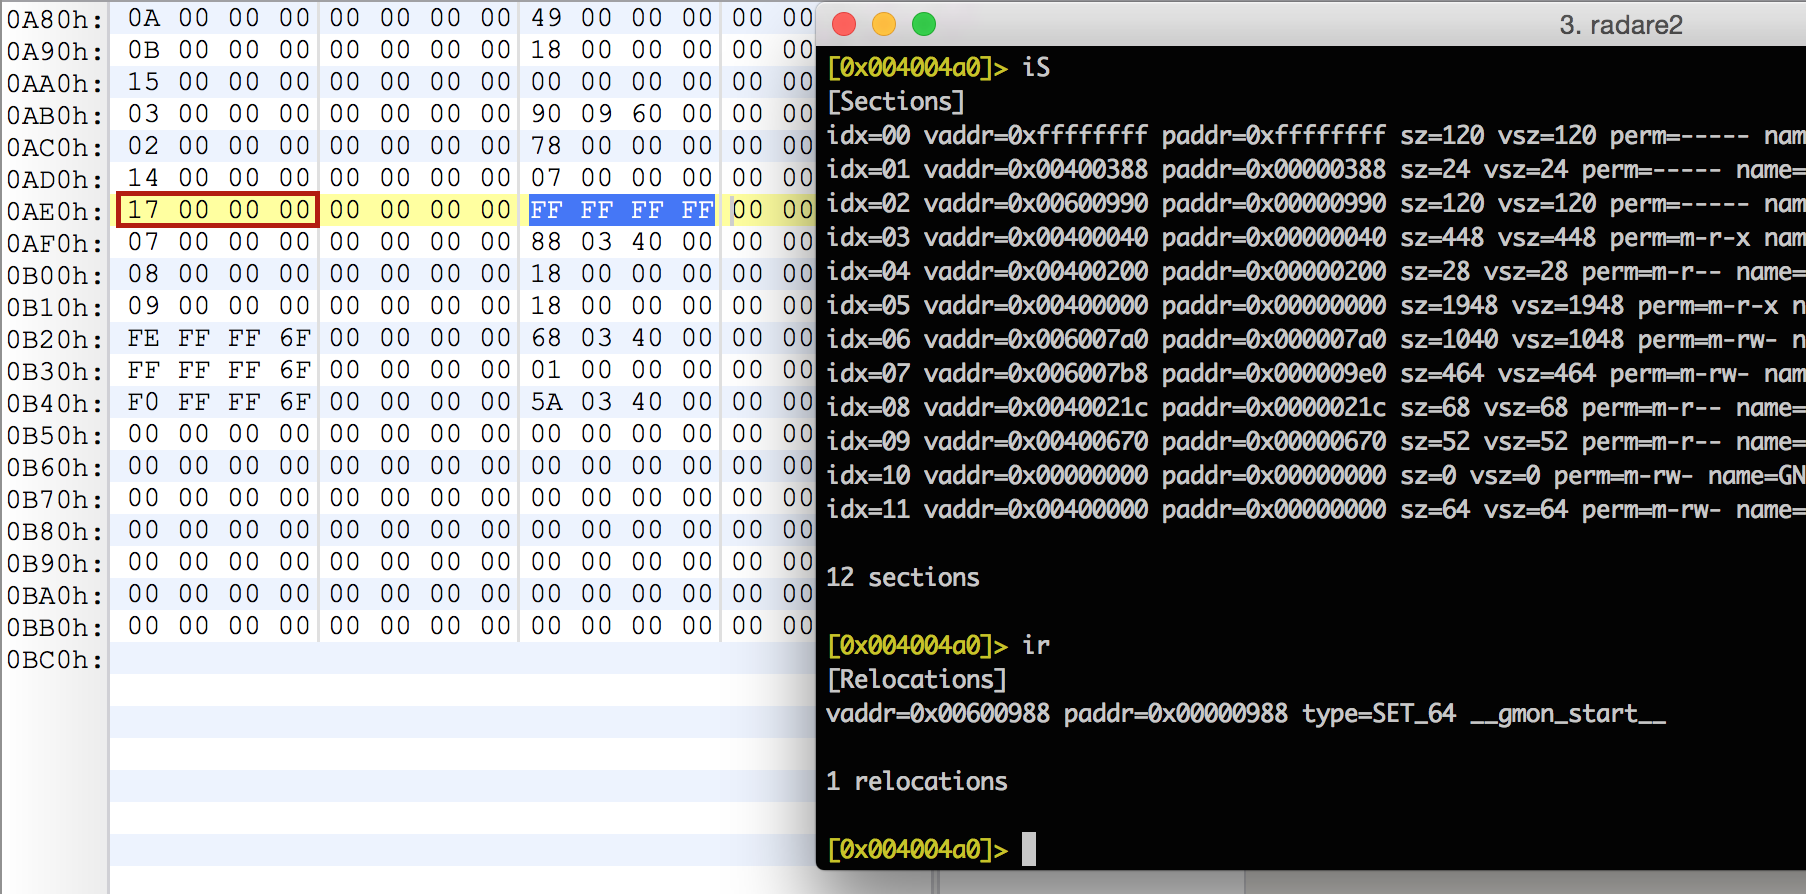 0A80h: 0A 00 00 00 00 00 00 00 49 00 00 00 00 00
0A90h: 0B 00 00 00 00 00 00 00 18 00 00 00 00 00
0AA0h: 15 00 00 00 00 00 00 00 00 00 00 00 00 00
0AB0h: 03 00 00 00 00 00 00 00 90 09 60 00 00 00
0AC0h: 02 00 00 00 00 00 00 00 78 00 00 00 00 00
0AD0h: 14 00 00 00 00 00 00 00 07 00 00 00 00 00
0AE0h: 17 00 00 00 00 00 00 00 FF FF FF FF 00 00
0AF0h: 07 00 00 00 00 00 00 00 88 03 40 00 00 00
0B00h: 08 00 00 00 00 00 00 00 18 00 00 00 00 00
0B10h: 09 00 00 00 00 00 00 00 18 00 00 00 00 00
0B20h: FE FF FF 6F 00 00 00 00 68 03 40 00 00 00
0B30h: FF FF FF 6F 00 00 00 00 01 00 00 00 00 00
0B40h: F0 FF FF 6F 00 00 00 00 5A 03 40 00 00 00
0B50h: 00 00 00 00 00 00 00 00 00 00 00 00 00 00
0B60h: 00 00 00 00 00 00 00 00 00 00 00 00 00 00
0B70h: 00 00 00 00 00 00 00 00 00 00 00 00 00 00
0B80h: 00 00 00 00 00 00 00 00 00 00 00 00 00 00
0B90h: 00 00 00 00 00 00 00 00 00 00 00 00 00 00
0BA0h: 00 00 00 00 00 00 00 00 00 00 00 00 00 00
0BB0h: 00 00 00 00 00 00 00 00 00 00 00 00 00 00
0BC0h:
3. radare2
[0x004004a0]> iS
[Sections]
idx=00 vaddr=0xffffffff paddr=0xffffffff sz=120 vsz=120 perm=----- nam
idx=01 vaddr=0x00400388 paddr=0x00000388 sz=24 vsz=24 perm=----- name=
idx=02 vaddr=0x00600990 paddr=0x00000990 sz=120 vsz=120 perm=----- nam
idx=03 vaddr=0x00400040 paddr=0x00000040 sz=448 vsz=448 perm=m-r-x nam
idx=04 vaddr=0x00400200 paddr=0x00000200 sz=28 vsz=28 perm=m-r-- name=
idx=05 vaddr=0x00400000 paddr=0x00000000 sz=1948 vsz=1948 perm=m-r-x n
idx=06 vaddr=0x006007a0 paddr=0x000007a0 sz=1040 vsz=1048 perm=m-rw- n
idx=07 vaddr=0x006007b8 paddr=0x000009e0 sz=464 vsz=464 perm=m-rw- nam
idx=08 vaddr=0x0040021c paddr=0x0000021c sz=68 vsz=68 perm=m-r-- name=
idx=09 vaddr=0x00400670 paddr=0x00000670 sz=52 vsz=52 perm=m-r-- name=
idx=10 vaddr=0x00000000 paddr=0x00000000 sz=0 vsz=0 perm=m-rw- name=GN
idx=11 vaddr=0x00400000 paddr=0x00000000 sz=64 vsz=64 perm=m-rw- name=
12 sections
[0x004004a0]> ir
[Relocations]
vaddr=0x00600988 paddr=0x00000988 type=SET_64 __gmon_start__
1 relocations
[0x004004a0]>